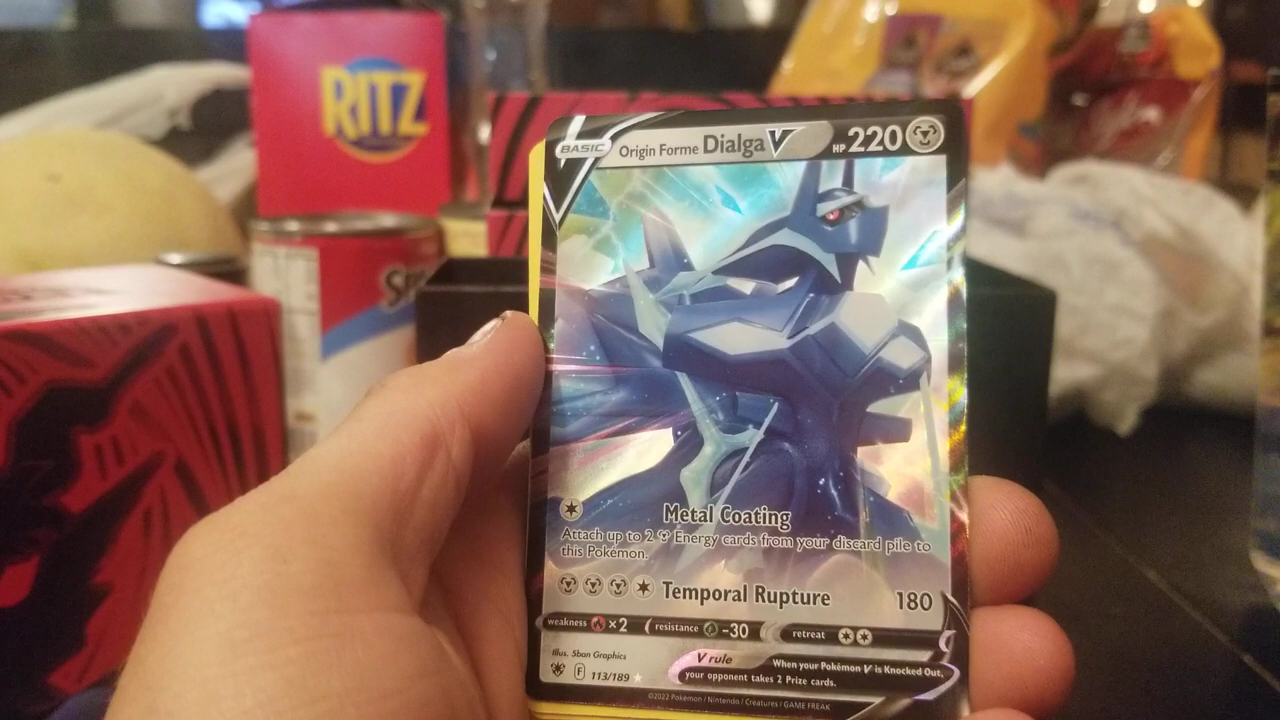 RITZ
BASIC Origin Forme Dialga V HP 220
Metal Coating
Attach up to 2 Energy cards from your discard pile to
this Pokémon.
Temporal Rupture 180
weakness ×2 resistance -30 retreat
Illus. 5ban Graphics
V rule
When your Pokémon V is Knocked Out,
your opponent takes 2 Prize cards.
F 113/189
©2022 Pokémon / Nintendo / Creatures / GAME FREAK